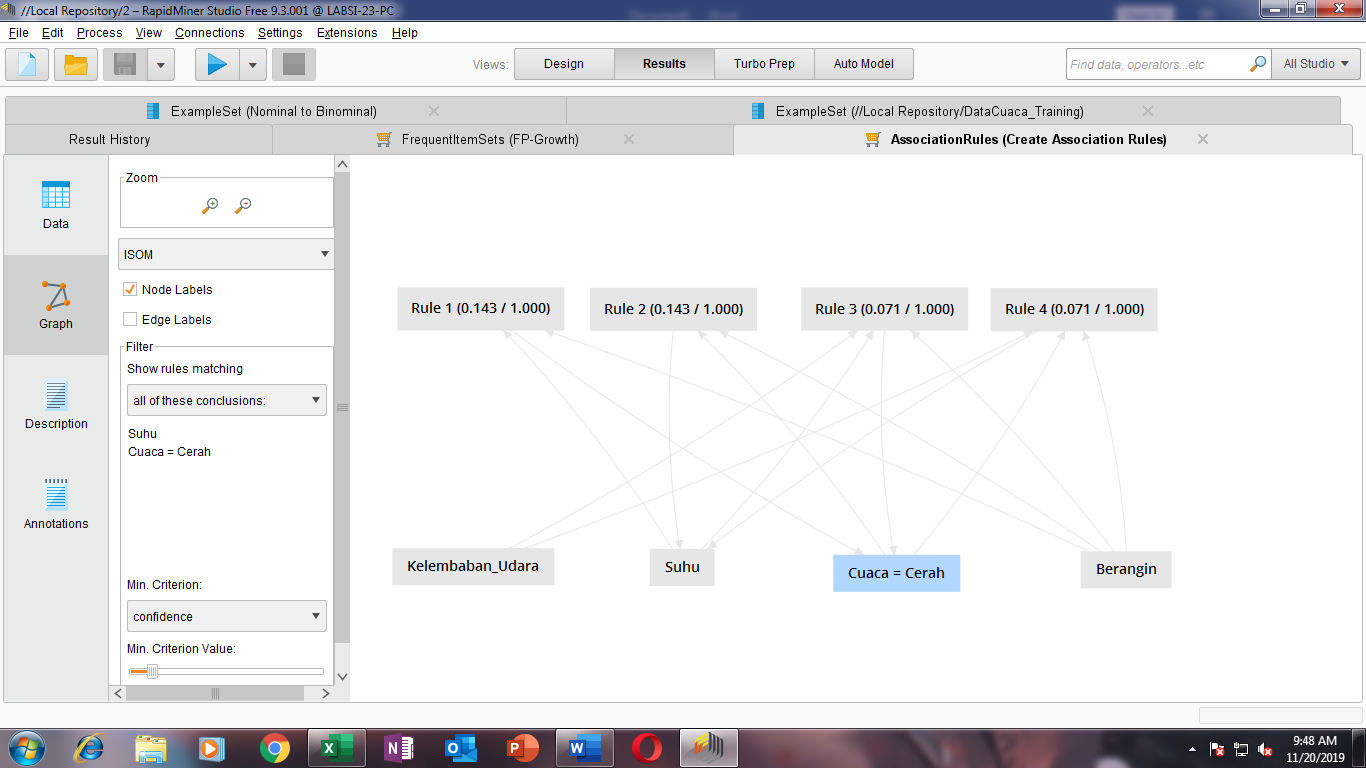 //Local Repository/2 – RapidMiner Studio Free 9.3.001 @ LABSI-23-PC
File Edit Process View Connections Settings Extensions Help
Views: Design Results Turbo Prep Auto Model Find data, operators...etc All Studio
ExampleSet (Nominal to Binominal) ExampleSet (//Local Repository/DataCuaca_Training)
Result History FrequentItemSets (FP-Growth) AssociationRules (Create Association Rules)
Data
Graph
Description
Annotations
Zoom
ISOM
Node Labels
Edge Labels
Filter
Show rules matching
all of these conclusions:
Suhu
Cuaca = Cerah
Min. Criterion:
confidence
Min. Criterion Value:
Rule 1 (0.143 / 1.000) Rule 2 (0.143 / 1.000) Rule 3 (0.071 / 1.000) Rule 4 (0.071 / 1.000)
Kelembaban_Udara Suhu Cuaca = Cerah Berangin
9:48 AM
11/20/2019